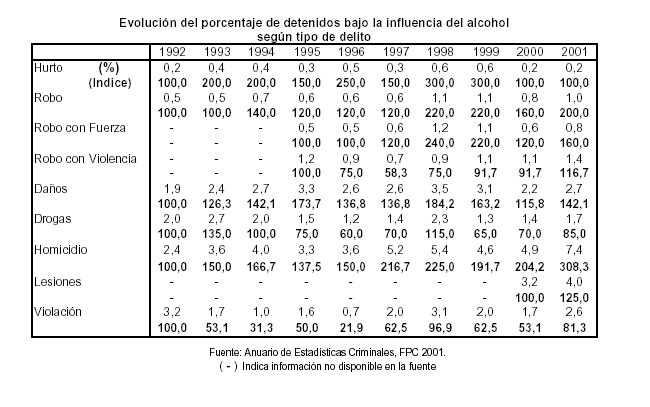 Evolución del porcentaje de detenidos bajo la influencia del alcohol
según tipo de delito
1992 1993 1994 1995 1996 1997 1998 1999 2000 2001
Hurto (%) 0,2 0,4 0,4 0,3 0,5 0,3 0,6 0,6 0,2 0,2
(Indice) 100,0 200,0 200,0 150,0 250,0 150,0 300,0 300,0 100,0 100,0
Robo 0,5 0,5 0,7 0,6 0,6 0,6 1,1 1,1 0,8 1,0
100,0 100,0 140,0 120,0 120,0 120,0 220,0 220,0 160,0 200,0
Robo con Fuerza - - - 0,5 0,5 0,6 1,2 1,1 0,6 0,8
- - - 100,0 100,0 120,0 240,0 220,0 120,0 160,0
Robo con Violencia - - - 1,2 0,9 0,7 0,9 1,1 1,1 1,4
- - - 100,0 75,0 58,3 75,0 91,7 91,7 116,7
Daños 1,9 2,4 2,7 3,3 2,6 2,6 3,5 3,1 2,2 2,7
100,0 126,3 142,1 173,7 136,8 136,8 184,2 163,2 115,8 142,1
Drogas 2,0 2,7 2,0 1,5 1,2 1,4 2,3 1,3 1,4 1,7
100,0 135,0 100,0 75,0 60,0 70,0 115,0 65,0 70,0 85,0
Homicidio 2,4 3,6 4,0 3,3 3,6 5,2 5,4 4,6 4,9 7,4
100,0 150,0 166,7 137,5 150,0 216,7 225,0 191,7 204,2 308,3
Lesiones - - - - - - - - 3,2 4,0
- - - - - - - - 100,0 125,0
Violación 3,2 1,7 1,0 1,6 0,7 2,0 3,1 2,0 1,7 2,6
100,0 53,1 31,3 50,0 21,9 62,5 96,9 62,5 53,1 81,3
Fuente: Anuario de Estadísticas Criminales, FPC 2001.
( - ) Indica información no disponible en la fuente